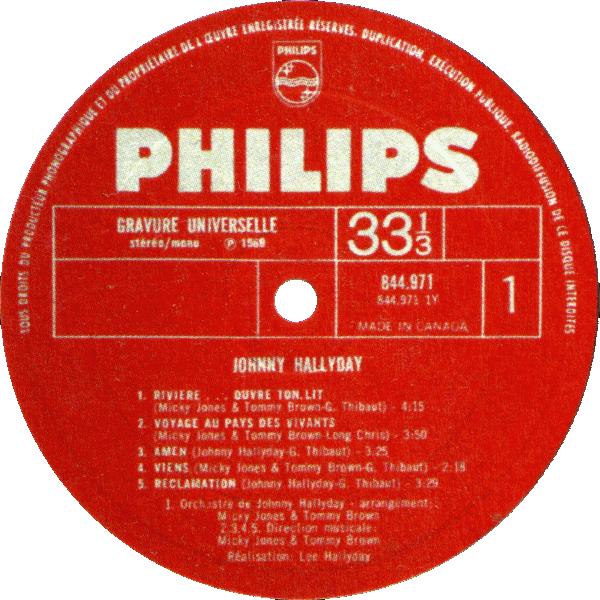 TOUS DROITS DU PRODUCTEUR PHONOGRAPHIQUE ET DU PROPRIÉTAIRE DE L'ŒUVRE ENREGISTRÉE RÉSERVÉS. DUPLICATION, EXÉCUTION PUBLIQUE, RADIODIFFUSION DE CE DISQUE INTERDITES
PHILIPS
PHILIPS
GRAVURE UNIVERSELLE
stéréo/mono ℗ 1969
33 1/3
844.971
844.971 1Y
MADE IN CANADA
1
JOHNNY HALLYDAY
1. RIVIERE . . . OUVRE TON LIT
(Micky Jones & Tommy Brown-G. Thibaut) - 4:15
2. VOYAGE AU PAYS DES VIVANTS
(Micky Jones & Tommy Brown-Long Chris) - 3:50
3. AMEN (Johnny Hallyday-G. Thibaut) - 3:25
4. VIENS (Micky Jones & Tommy Brown-G. Thibaut) - 2:18
5. RECLAMATION (Johnny Hallyday-G. Thibaut) - 3:29
1. Orchestre de Johnny Hallyday - arrangement:
Micky Jones & Tommy Brown
2.3.4.5. Direction musicale:
Micky Jones & Tommy Brown
Réalisation: Lee Hallyday